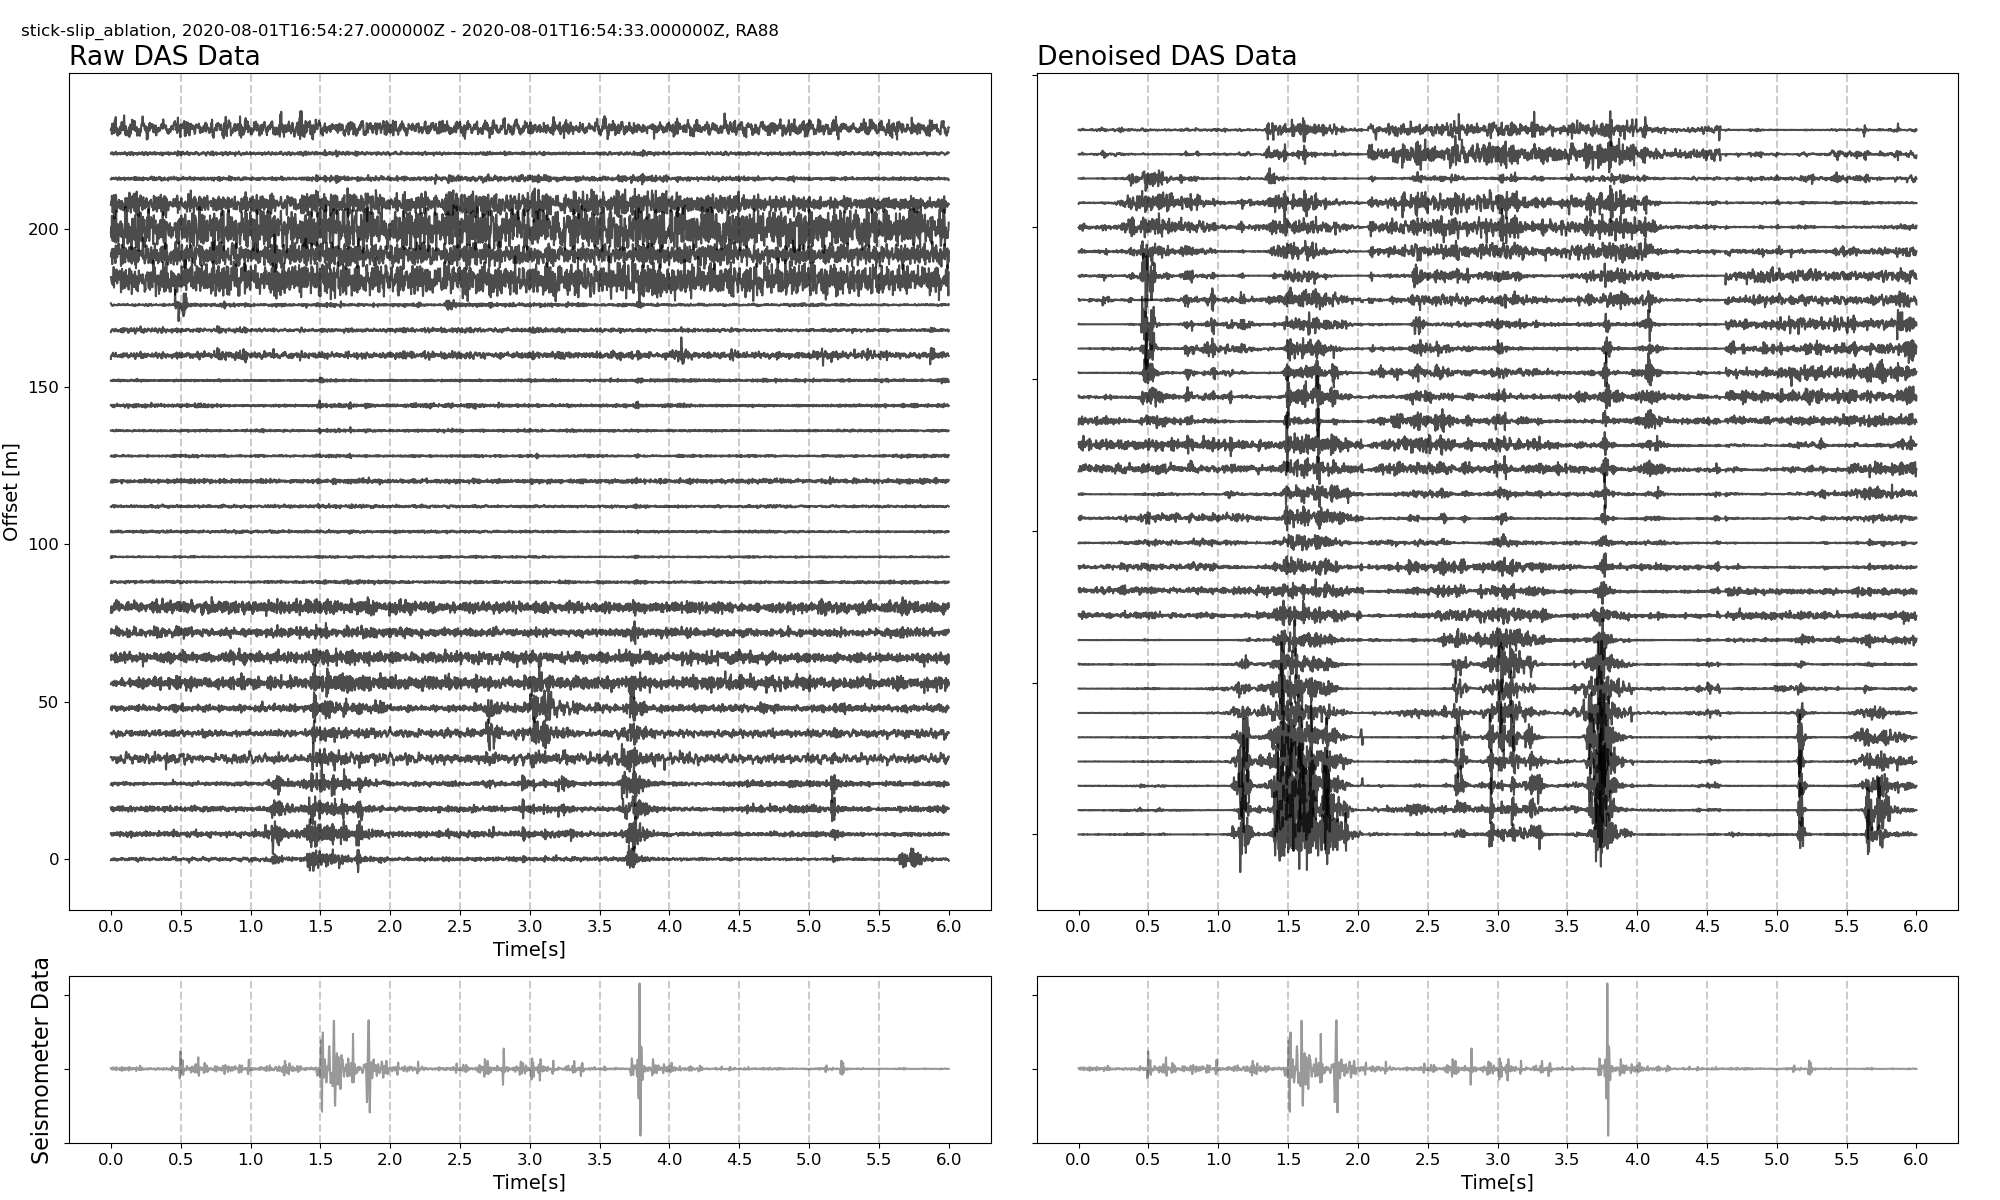 stick-slip_ablation, 2020-08-01T16:54:27.000000Z - 2020-08-01T16:54:33.000000Z, RA88
Raw DAS Data
Denoised DAS Data
Offset [m]
200
150
100
50
0
0.0 0.5 1.0 1.5 2.0 2.5 3.0 3.5 4.0 4.5 5.0 5.5 6.0
Time[s]
0.0 0.5 1.0 1.5 2.0 2.5 3.0 3.5 4.0 4.5 5.0 5.5 6.0
Seismometer Data
0.0 0.5 1.0 1.5 2.0 2.5 3.0 3.5 4.0 4.5 5.0 5.5 6.0
Time[s]
0.0 0.5 1.0 1.5 2.0 2.5 3.0 3.5 4.0 4.5 5.0 5.5 6.0
Time[s]